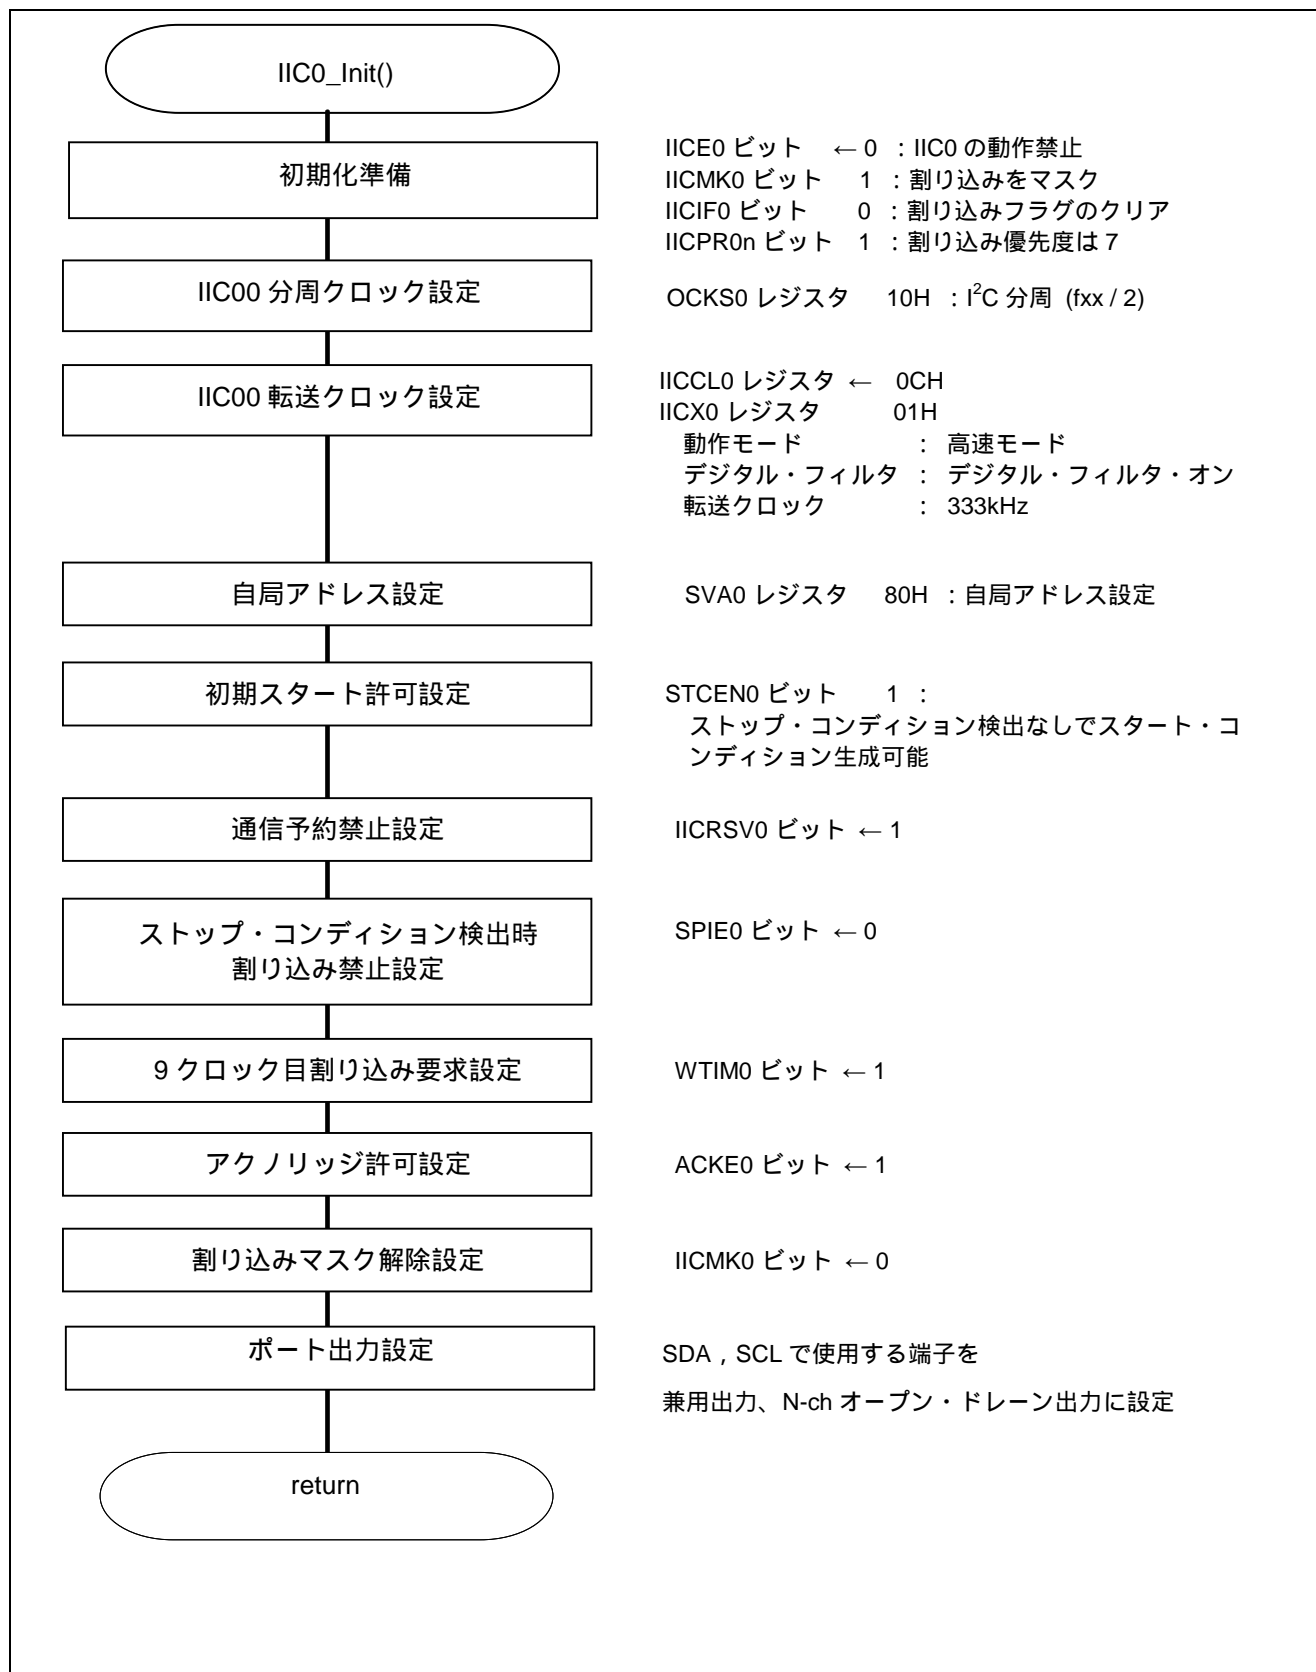 IIC0_Init()
初期化準備
IICE0 ビット ← 0 : IIC0 の動作禁止
IICMK0 ビット 1 : 割り込みをマスク
IICIF0 ビット 0 : 割り込みフラグのクリア
IICPR0n ビット 1 : 割り込み優先度は 7
IIC00 分周クロック設定
OCKS0 レジスタ 10H : I²C 分周 (fxx / 2)
IIC00 転送クロック設定
IICCL0 レジスタ ← 0CH
IICX0 レジスタ 01H
動作モード : 高速モード
デジタル・フィルタ : デジタル・フィルタ・オン
転送クロック : 333kHz
自局アドレス設定
SVA0 レジスタ 80H : 自局アドレス設定
初期スタート許可設定
STCEN0 ビット 1 :
ストップ・コンディション検出なしでスタート・コ
ンディション生成可能
通信予約禁止設定
IICRSV0 ビット ← 1
ストップ・コンディション検出時
割り込み禁止設定
SPIE0 ビット ← 0
9 クロック目割り込み要求設定
WTIM0 ビット ← 1
アクノリッジ許可設定
ACKE0 ビット ← 1
割り込みマスク解除設定
IICMK0 ビット ← 0
ポート出力設定
SDA , SCL で使用する端子を
兼用出力、N-ch オープン・ドレーン出力に設定
return